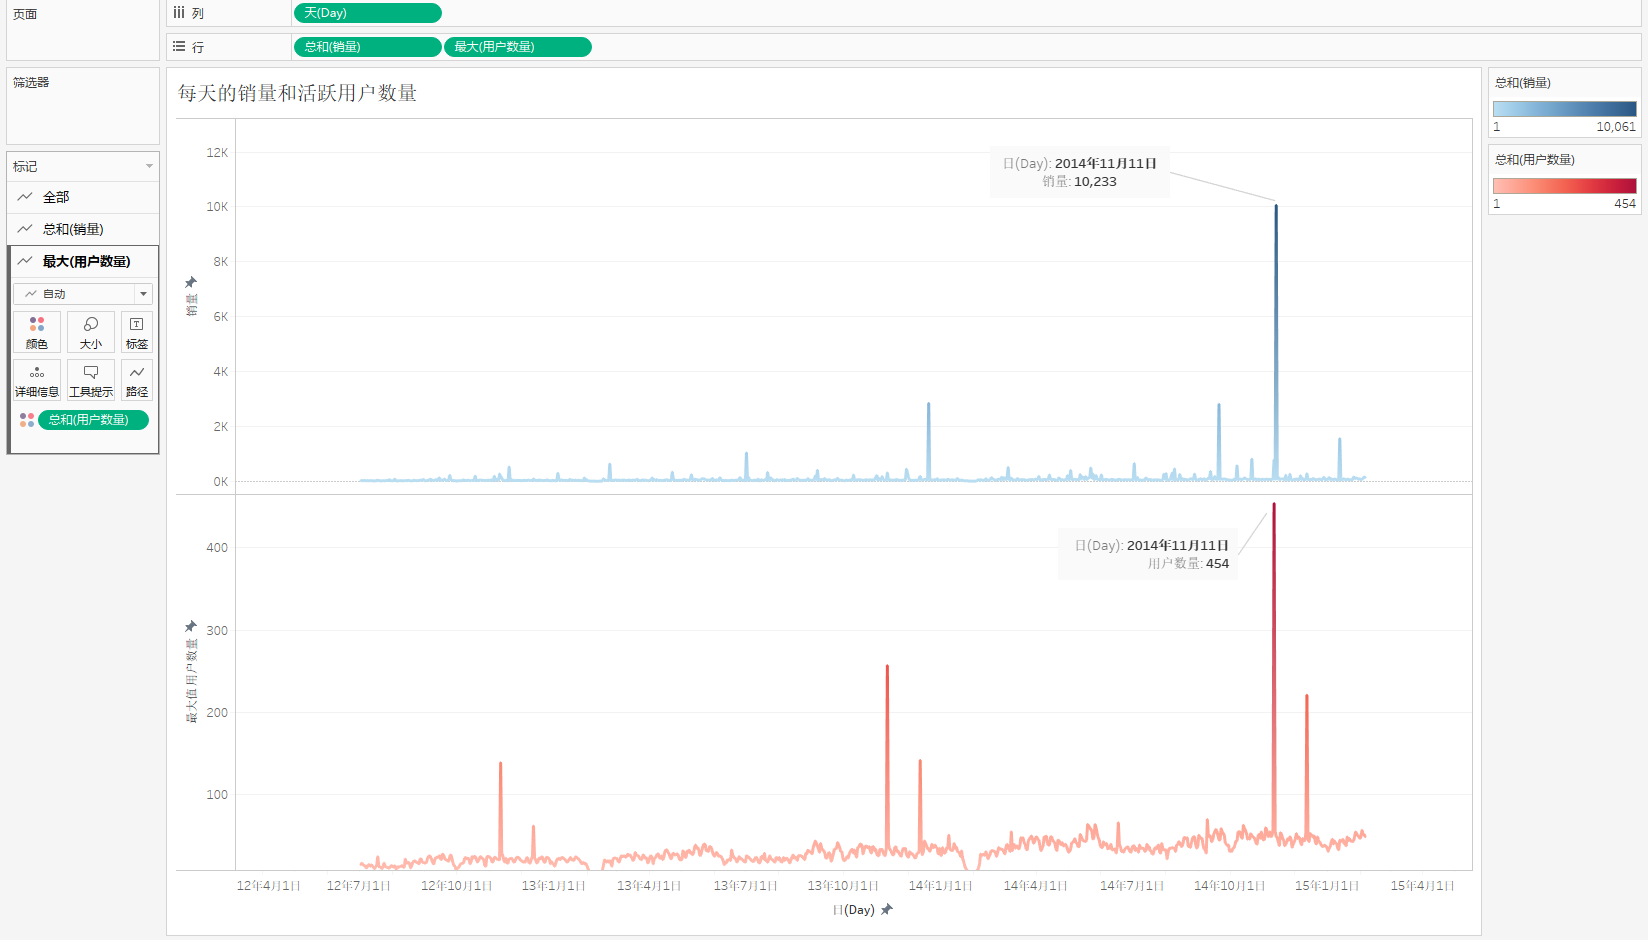 页面
列
天(Day)
行
总和(销量)
最大(用户数量)
筛选器
标记
全部
总和(销量)
最大(用户数量)
自动
颜色
大小
标签
详细信息
工具提示
路径
总和(用户数量)
每天的销量和活跃用户数量
12K
10K
8K
6K
4K
2K
0K
销量
日(Day): 2014年11月11日
销量: 10,233
400
300
200
100
最大值 用户数量
日(Day): 2014年11月11日
用户数量: 454
12年4月1日
12年7月1日
12年10月1日
13年1月1日
13年4月1日
13年7月1日
13年10月1日
14年1月1日
14年4月1日
14年7月1日
14年10月1日
15年1月1日
15年4月1日
日(Day)
总和(销量)
1
10,061
总和(用户数量)
1
454